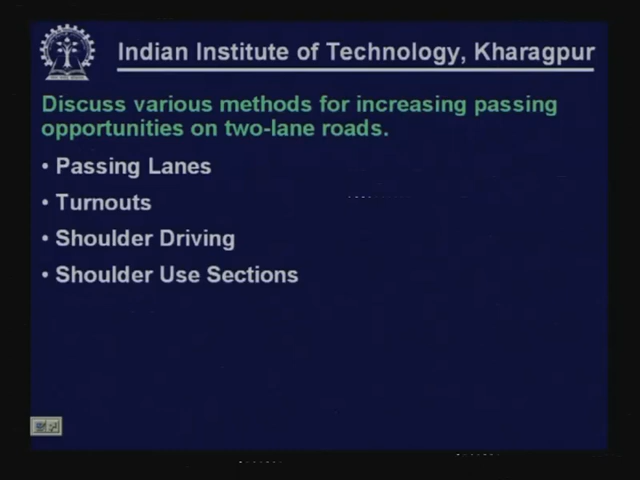 Indian Institute of Technology, Kharagpur
Discuss various methods for increasing passing
opportunities on two-lane roads.
• Passing Lanes
• Turnouts
• Shoulder Driving
• Shoulder Use Sections